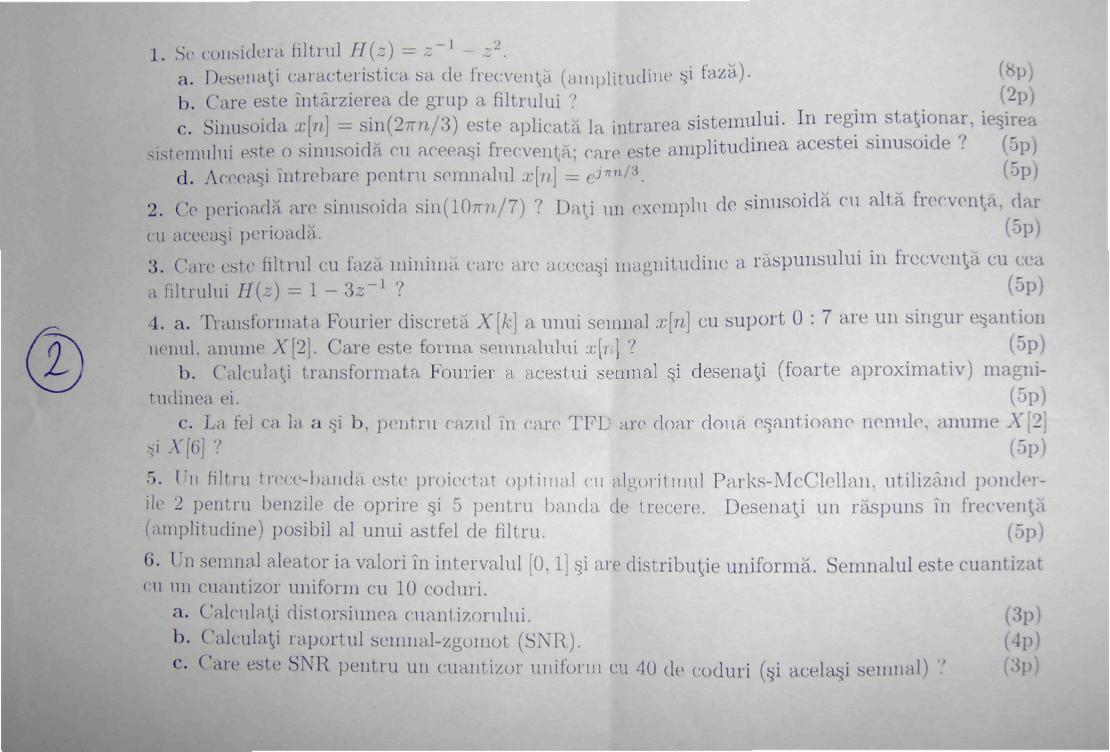 1. Se consideră filtrul H(z) = z⁻¹ − z².
a. Desenaţi caracteristica sa de frecvenţă (amplitudine şi fază). (8p)
b. Care este întârzierea de grup a filtrului ? (2p)
c. Sinusoida x[n] = sin(2πn/3) este aplicată la intrarea sistemului. In regim staţionar, ieşirea
sistemului este o sinusoidă cu aceeaşi frecvenţă; care este amplitudinea acestei sinusoide ? (5p)
d. Aceeaşi întrebare pentru semnalul x[n] = e^{jπn/3}. (5p)
2. Ce perioadă are sinusoida sin(10πn/7) ? Daţi un exemplu de sinusoidă cu altă frecvenţă, dar
cu aceeaşi perioadă. (5p)
3. Care este filtrul cu fază minimă care are aceeaşi magnitudine a răspunsului in frecvenţă cu cea
a filtrului H(z) = 1 − 3z⁻¹ ? (5p)
4. a. Transformata Fourier discretă X[k] a unui semnal x[n] cu suport 0 : 7 are un singur eşantion
nenul, anume X[2]. Care este forma semnalului x[n] ? (5p)
b. Calculaţi transformata Fourier a acestui semnal şi desenaţi (foarte aproximativ) magni-
tudinea ei. (5p)
c. La fel ca la a şi b, pentru cazul în care TFD are doar două eşantioane nenule, anume X[2]
şi X[6] ? (5p)
5. Un filtru trece-bandă este proiectat optimal cu algoritmul Parks-McClellan, utilizând ponder-
ile 2 pentru benzile de oprire şi 5 pentru banda de trecere. Desenaţi un răspuns în frecvenţă
(amplitudine) posibil al unui astfel de filtru. (5p)
6. Un semnal aleator ia valori în intervalul [0, 1] şi are distribuţie uniformă. Semnalul este cuantizat
cu un cuantizor uniform cu 10 coduri.
a. Calculaţi distorsiunea cuantizorului. (3p)
b. Calculaţi raportul semnal-zgomot (SNR). (4p)
c. Care este SNR pentru un cuantizor uniform cu 40 de coduri (şi acelaşi semnal) ? (3p)
2